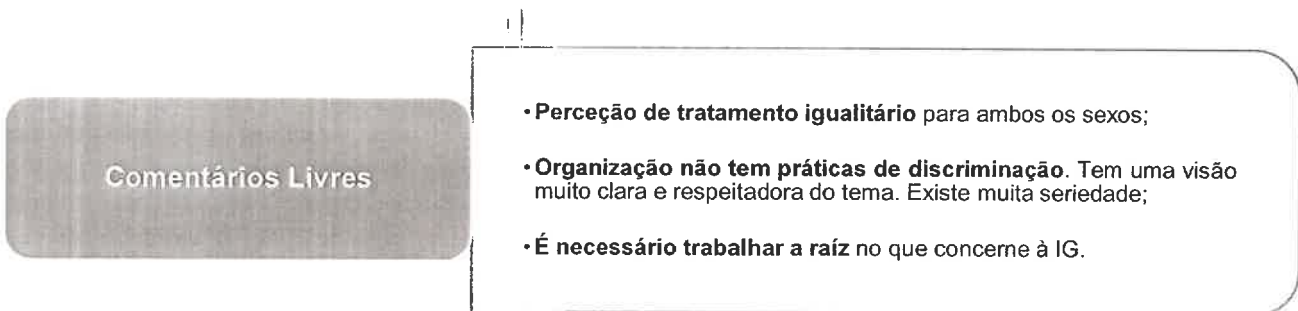 Comentários Livres
•Perceção de tratamento igualitário para ambos os sexos;
•Organização não tem práticas de discriminação. Tem uma visão
muito clara e respeitadora do tema. Existe muita seriedade;
•É necessário trabalhar a raíz no que concerne à IG.